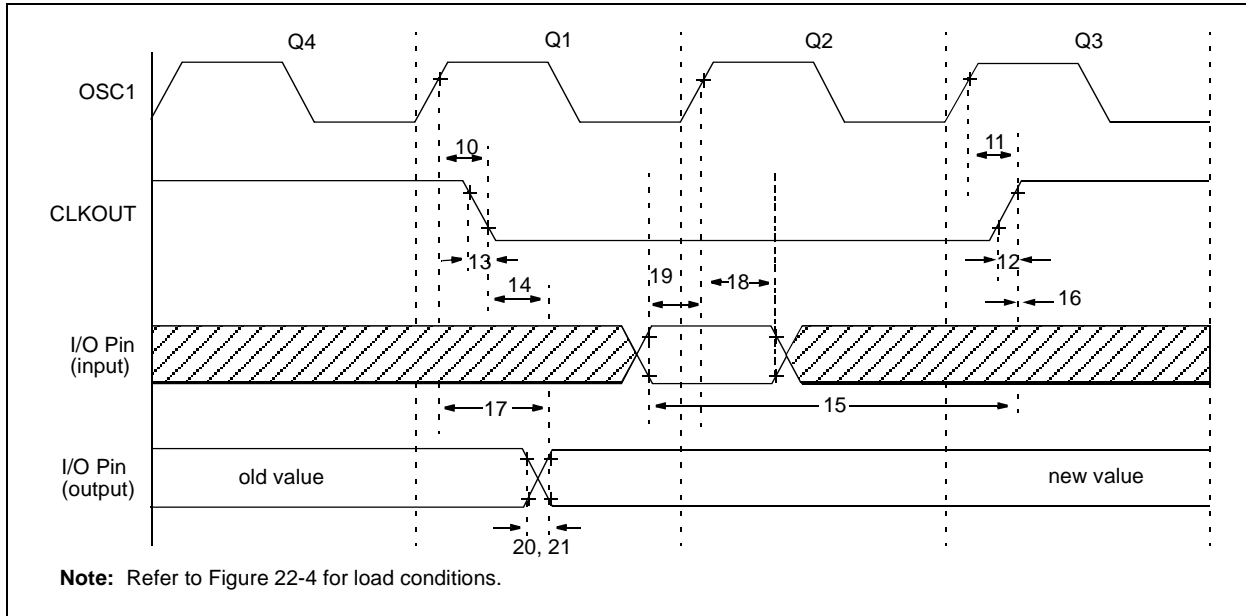 Q4 Q1 Q2 Q3
OSC1
10 11
CLKOUT
13 12
14 19 18 16
I/O Pin
(input)
17 15
I/O Pin
(output)
old value new value
20, 21
Note: Refer to Figure 22-4 for load conditions.